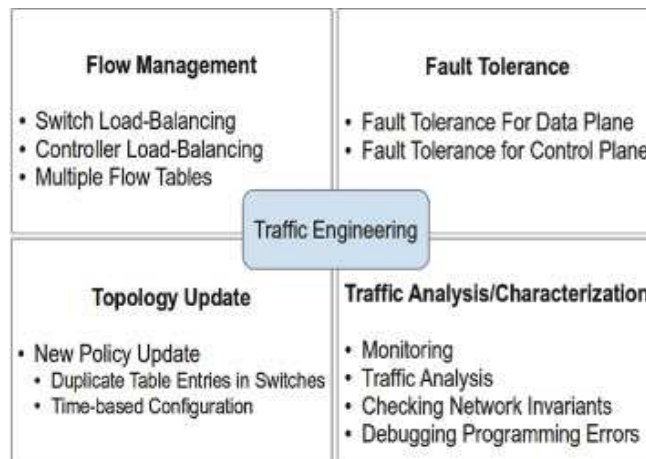 Flow Management
• Switch Load-Balancing
• Controller Load-Balancing
• Multiple Flow Tables
Fault Tolerance
• Fault Tolerance For Data Plane
• Fault Tolerance for Control Plane
Traffic Engineering
Topology Update
• New Policy Update
• Duplicate Table Entries in Switches
• Time-based Configuration
Traffic Analysis/Characterization
• Monitoring
• Traffic Analysis
• Checking Network Invariants
• Debugging Programming Errors